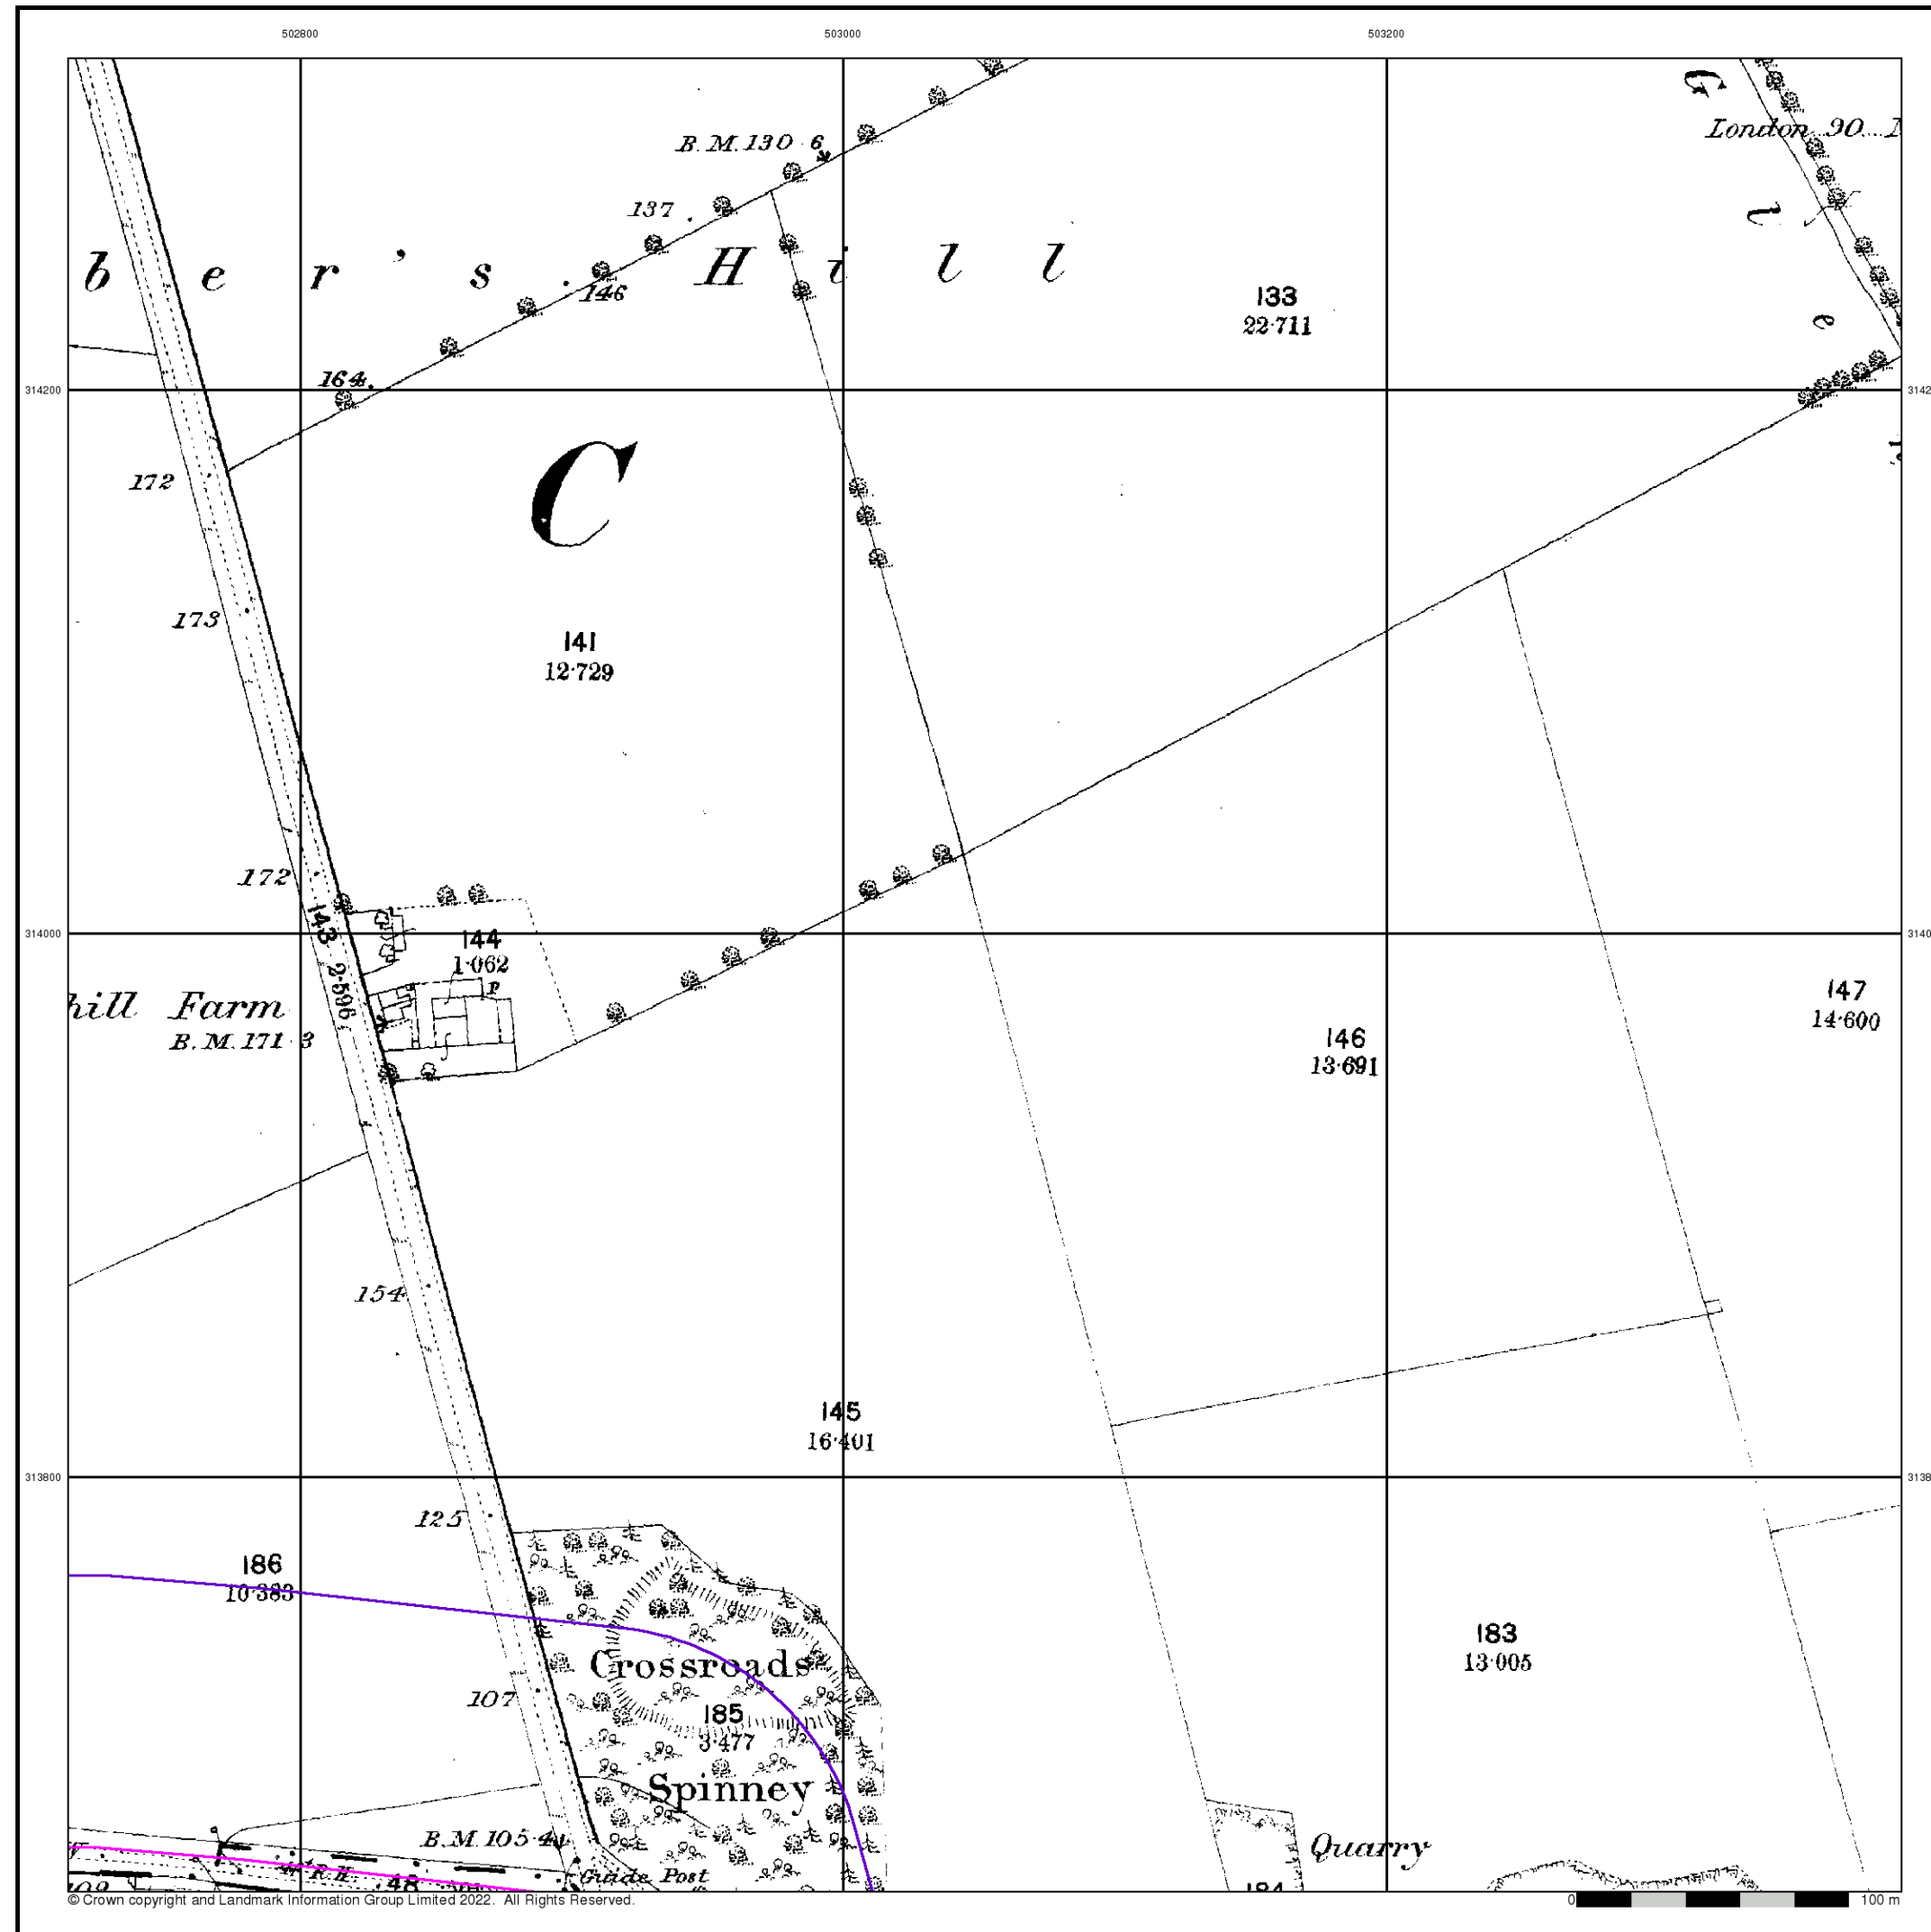 502800 503000 503200
G
London 90
B.M. 130·6
137
l
b e r ' s H i l l
146
133
22·711
e
164
314200
172
C
173
141
12·729
172
143 2·596
314000
144
1·062
P
hill Farm
B.M. 171·3
147
14·600
146
13·691
154
145
16·401
313800
125
186
10·383
Crossroads
183
13·005
107
185
3·477
Spinney
B.M. 105·4
Quarry
Guide Post
48
184
© Crown copyright and Landmark Information Group Limited 2022. All Rights Reserved.
0 100 m